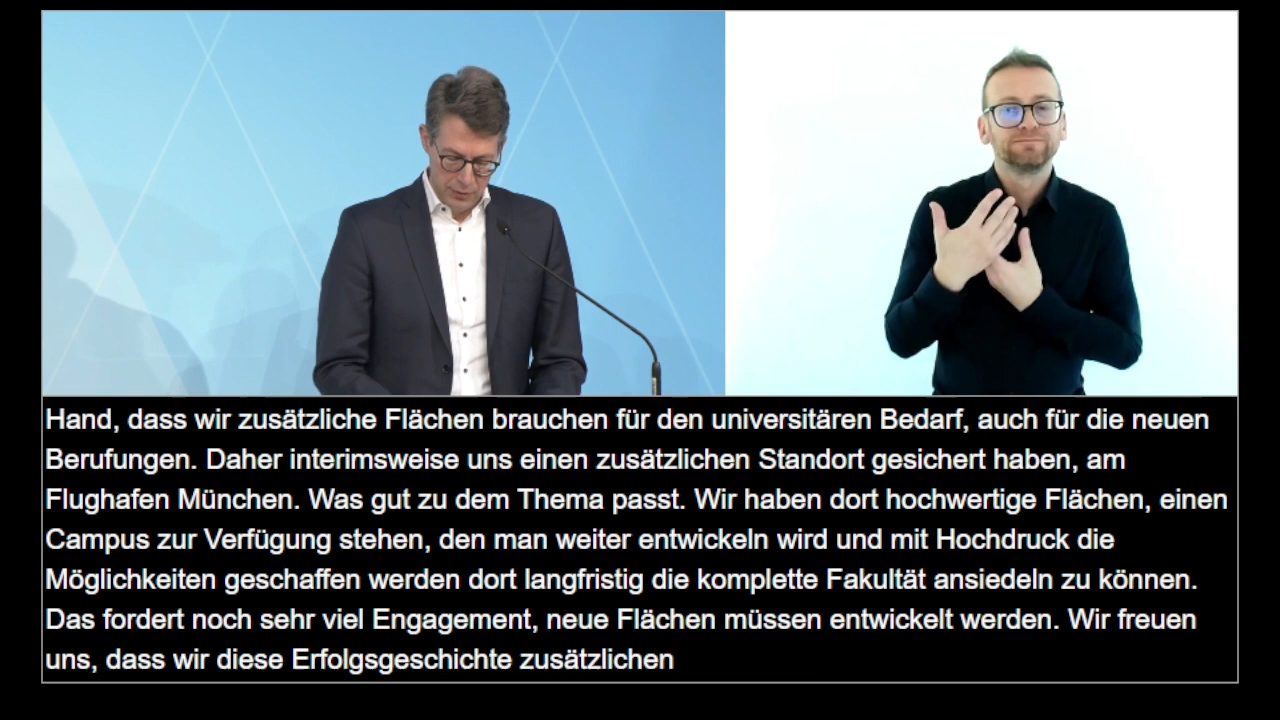 Hand, dass wir zusätzliche Flächen brauchen für den universitären Bedarf, auch für die neuen
Berufungen. Daher interimsweise uns einen zusätzlichen Standort gesichert haben, am
Flughafen München. Was gut zu dem Thema passt. Wir haben dort hochwertige Flächen, einen
Campus zur Verfügung stehen, den man weiter entwickeln wird und mit Hochdruck die
Möglichkeiten geschaffen werden dort langfristig die komplette Fakultät ansiedeln zu können.
Das fordert noch sehr viel Engagement, neue Flächen müssen entwickelt werden. Wir freuen
uns, dass wir diese Erfolgsgeschichte zusätzlichen